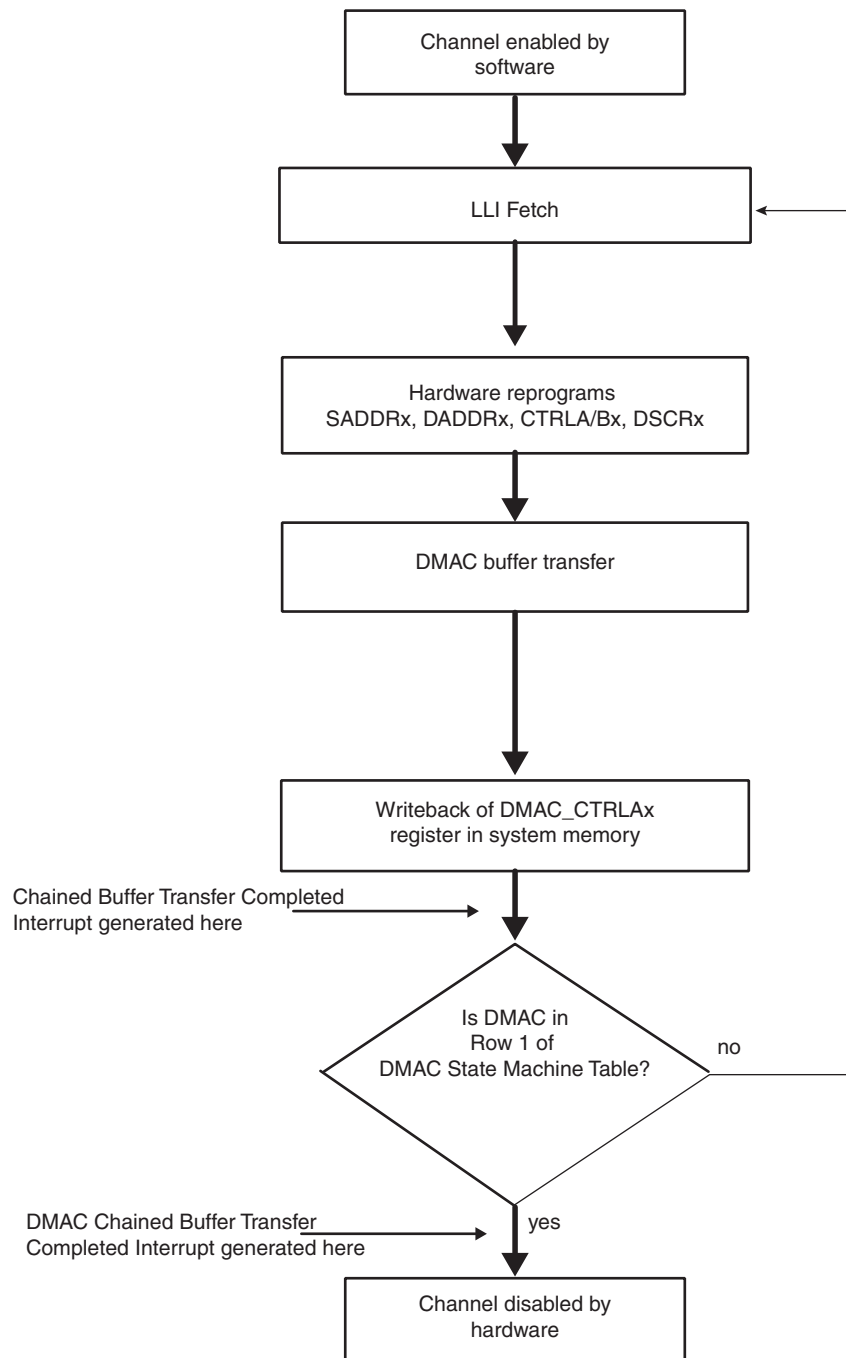 Channel enabled by
software
LLI Fetch
Hardware reprograms
SADDRx, DADDRx, CTRLA/Bx, DSCRx
DMAC buffer transfer
Writeback of DMAC_CTRLAx
register in system memory
Chained Buffer Transfer Completed
Interrupt generated here
Is DMAC in
Row 1 of
DMAC State Machine Table?
no
DMAC Chained Buffer Transfer
Completed Interrupt generated here
yes
Channel disabled by
hardware